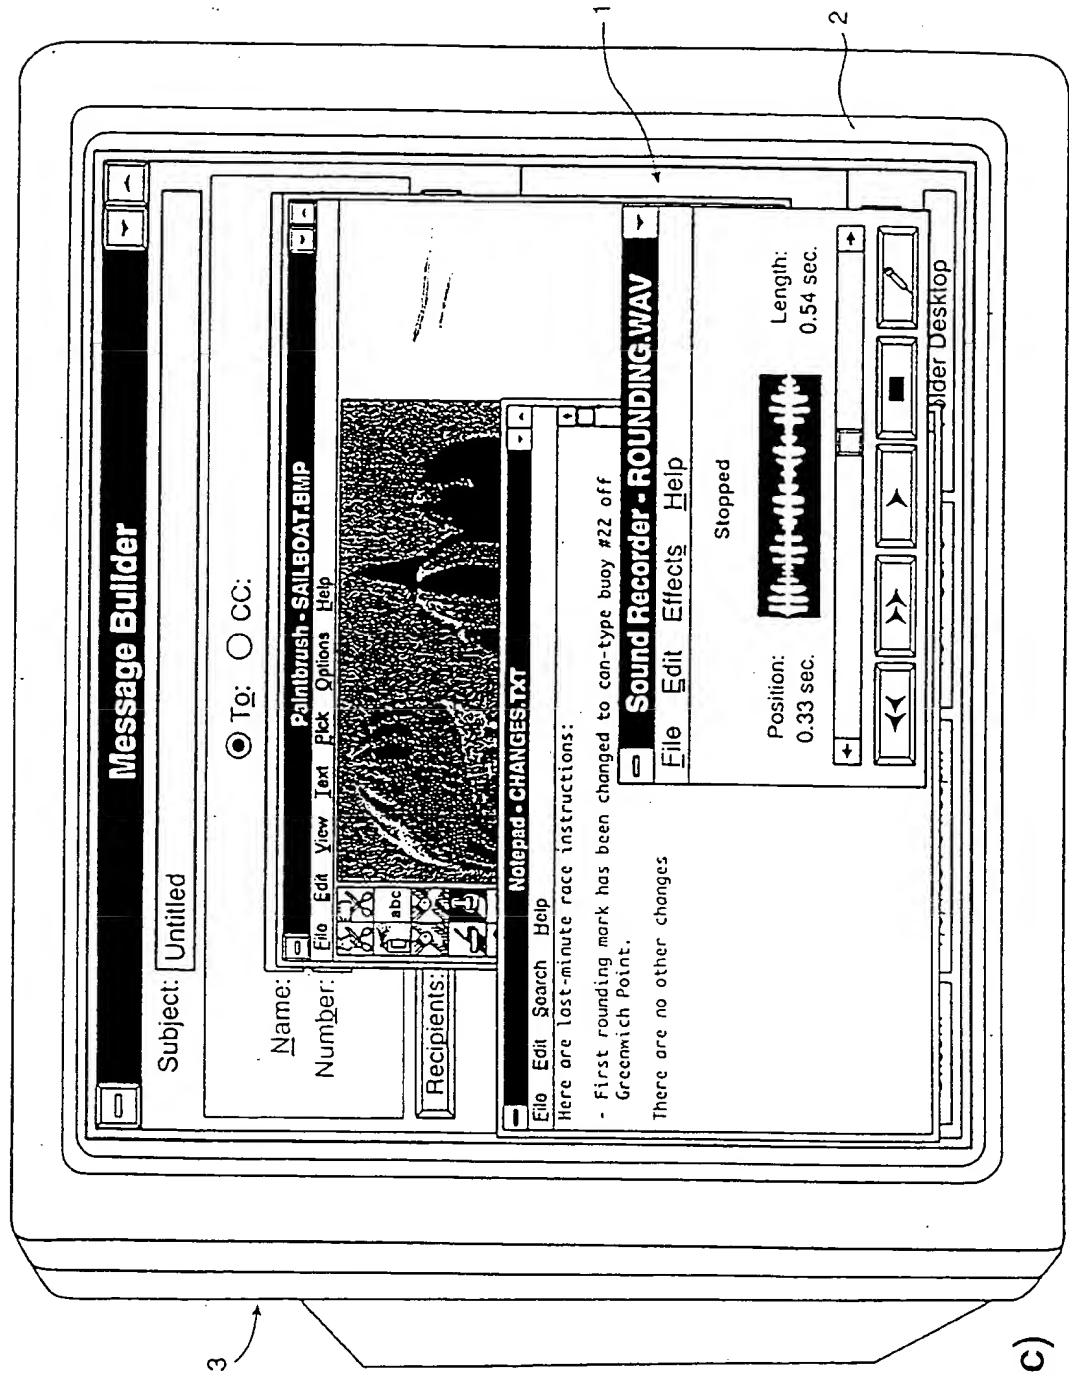 Message Builder
Subject: Untitled
To: CC:
Name:
Number:
Recipients:
Paintbrush - SAILBOAT.BMP
File Edit View Text Pick Options Help
abc
Notepad - CHANGES.TXT
File Edit Search Help
Here are last-minute race instructions:
- First rounding mark has been changed to can-type buoy #22 off
Greenwich Point.
There are no other changes
Sound Recorder - ROUNDING.WAV
File Edit Effects Help
Stopped
Position:
0.33 sec.
Length:
0.54 sec.
Desktop
1
2
3
c)